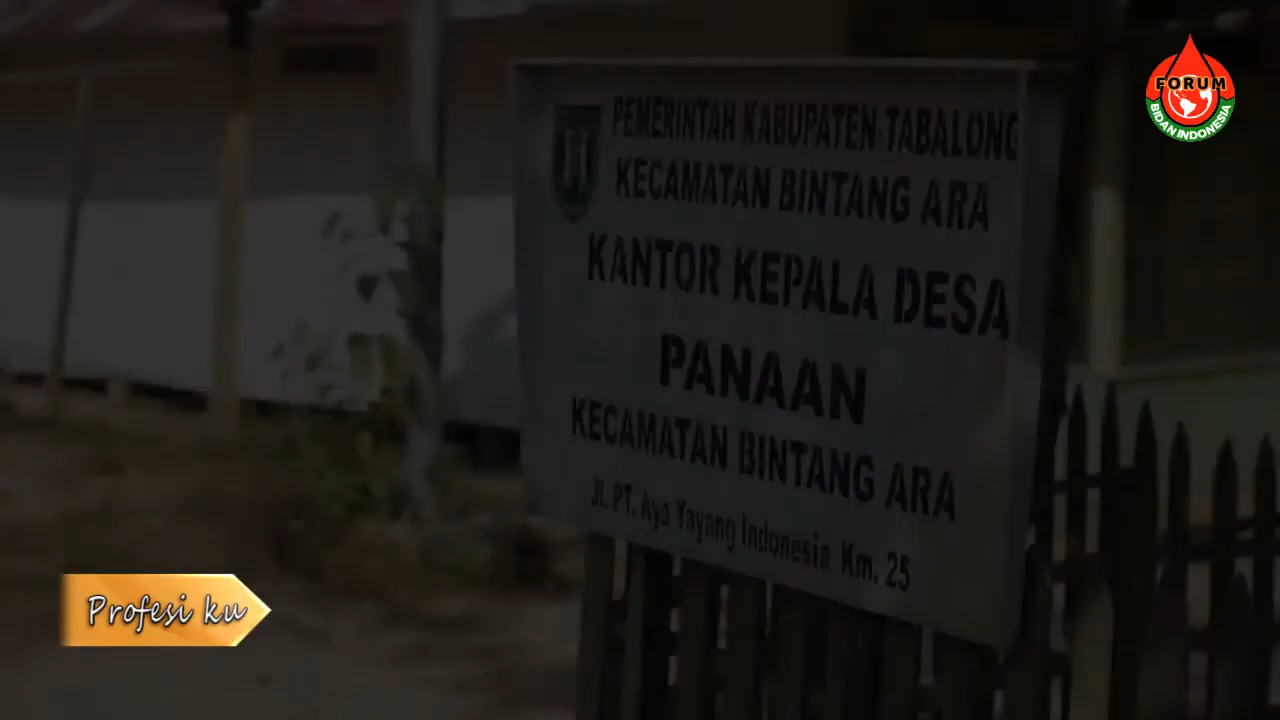 FORUM
BIDAN INDONESIA
PEMERINTAH KABUPATEN TABALONG
KECAMATAN BINTANG ARA
KANTOR KEPALA DESA
PANAAN
KECAMATAN BINTANG ARA
Jl. PT. Aya Yayang Indonesia Km. 25
Profesi ku